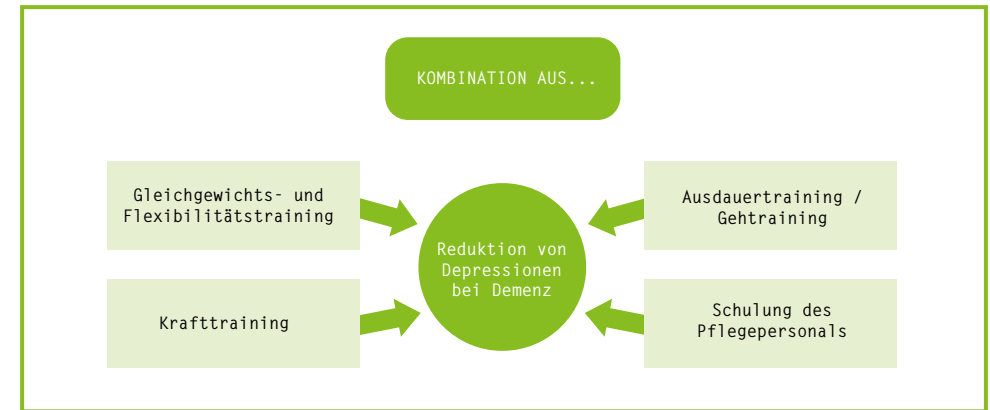 KOMBINATION AUS...
Gleichgewichts- und
Flexibilitätstraining
Ausdauertraining /
Gehtraining
Reduktion von
Depressionen
bei Demenz
Krafttraining
Schulung des
Pflegepersonals